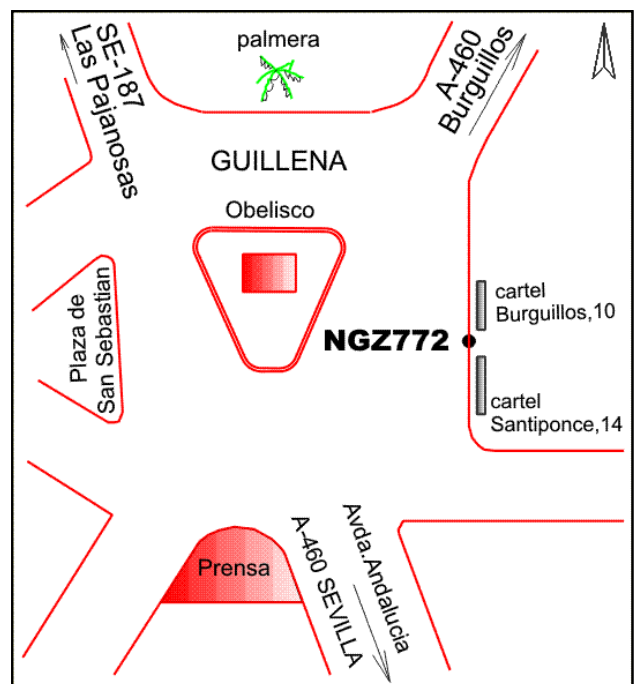 palmera
SE-187
Las Pajanosas
A-460
Burguillos
GUILLENA
Obelisco
Plaza de
San Sebastian
cartel
Burguillos,10
NGZ772
cartel
Santiponce,14
Prensa
A-460 SEVILLA
Avda.Andalucia